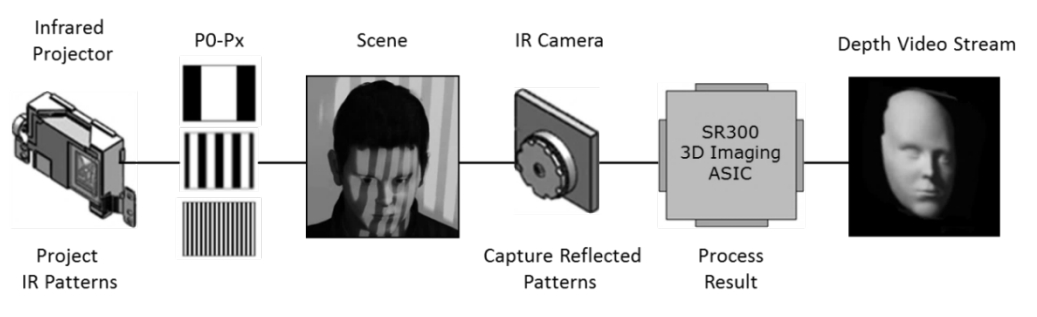 Infrared
Projector
P0-Px
Scene
IR Camera
Depth Video Stream
SR300
3D Imaging
ASIC
Project
IR Patterns
Capture Reflected
Patterns
Process
Result